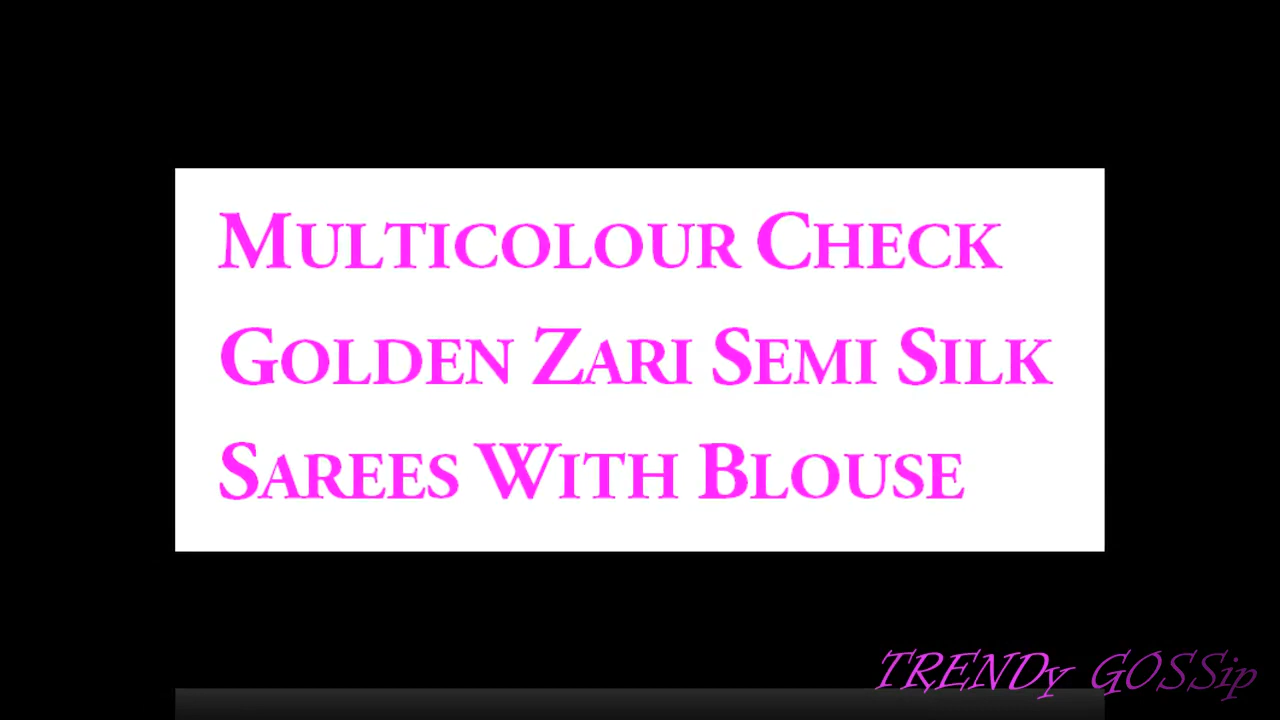 Multicolour Check
Golden Zari Semi Silk
Sarees With Blouse
TRENDy GOSSip